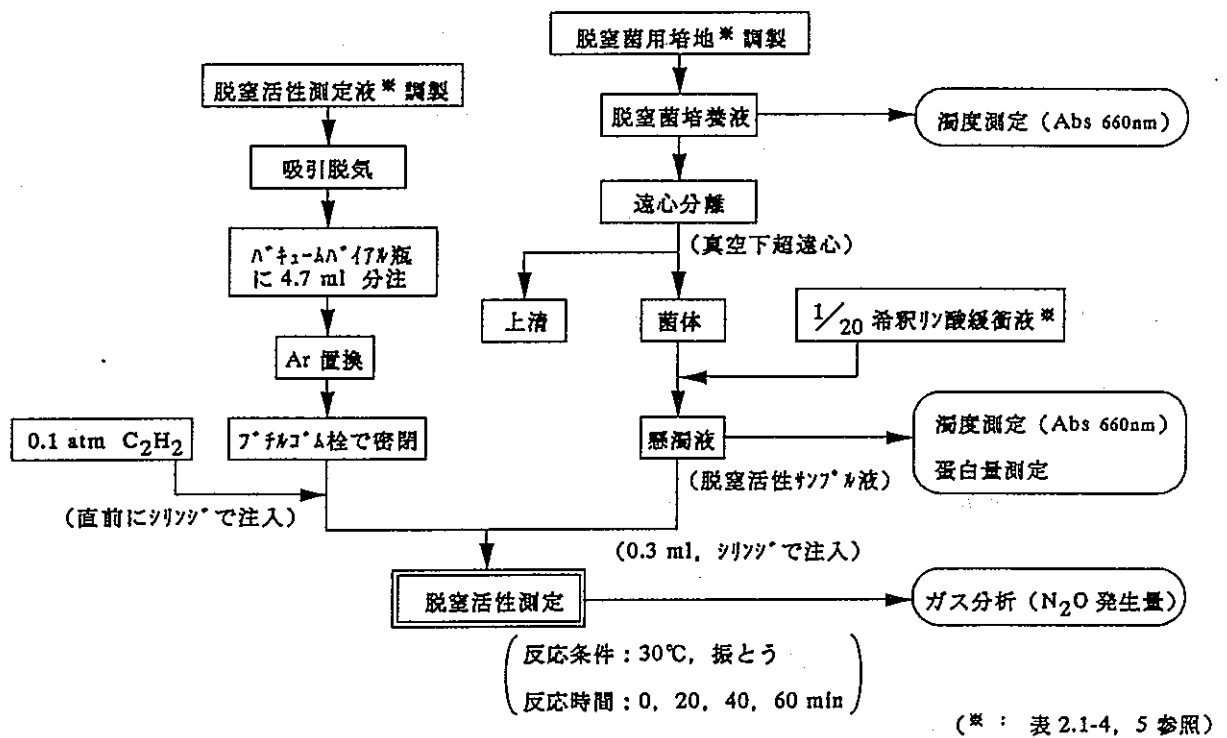 脱窒菌用培地※ 調製
脱窒活性測定液※ 調製
脱窒菌培養液
濁度測定（Abs 660nm）
吸引脱気
遠心分離
（真空下超遠心）
ﾊﾞｷｭｰﾑﾊﾞｲｱﾙ瓶
に 4.7 ml 分注
上清
菌体
1/20 希釈ﾘﾝ酸緩衝液※
Ar 置換
0.1 atm C2H2
ﾌﾞﾁﾙｺﾞﾑ栓で密閉
懸濁液
濁度測定（Abs 660nm）
蛋白量測定
（脱窒活性ｻﾝﾌﾟﾙ液）
（直前にｼﾘﾝｼﾞで注入）
（0.3 ml，ｼﾘﾝｼﾞで注入）
脱窒活性測定
ガス分析（N2O 発生量）
反応条件：30℃，振とう
反応時間：0，20，40，60 min
（※： 表 2.1-4，5 参照）